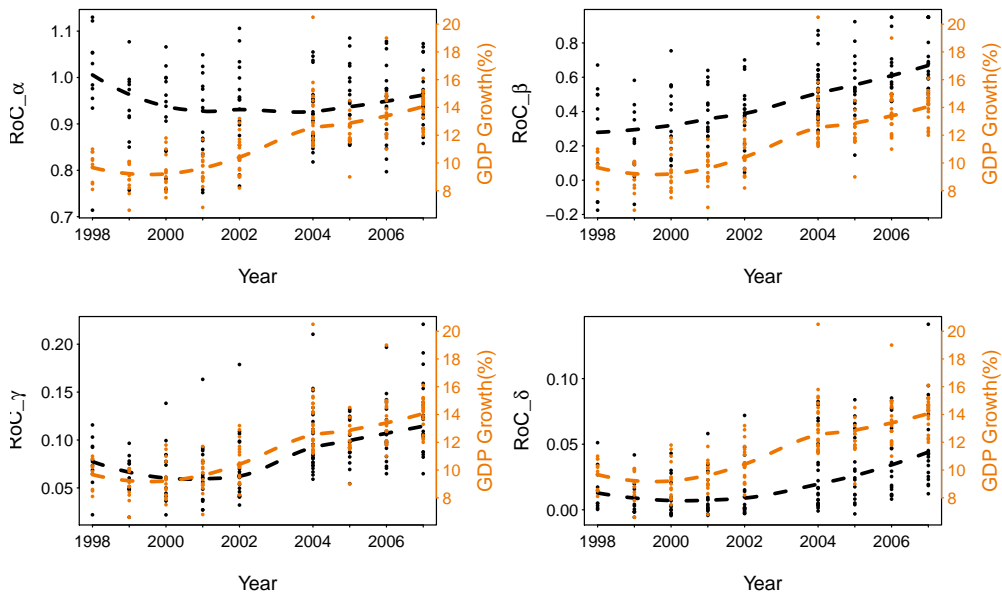 1.1
1.0
0.9
0.8
0.7
RoC_α
20
18
16
14
12
10
8
GDP Growth(%)
1998 2000 2002 2004 2006
Year
0.8
0.6
0.4
0.2
0.0
−0.2
RoC_β
20
18
16
14
12
10
8
GDP Growth(%)
1998 2000 2002 2004 2006
Year
0.20
0.15
0.10
0.05
RoC_γ
20
18
16
14
12
10
8
GDP Growth(%)
1998 2000 2002 2004 2006
Year
0.10
0.05
0.00
RoC_δ
20
18
16
14
12
10
8
GDP Growth(%)
1998 2000 2002 2004 2006
Year